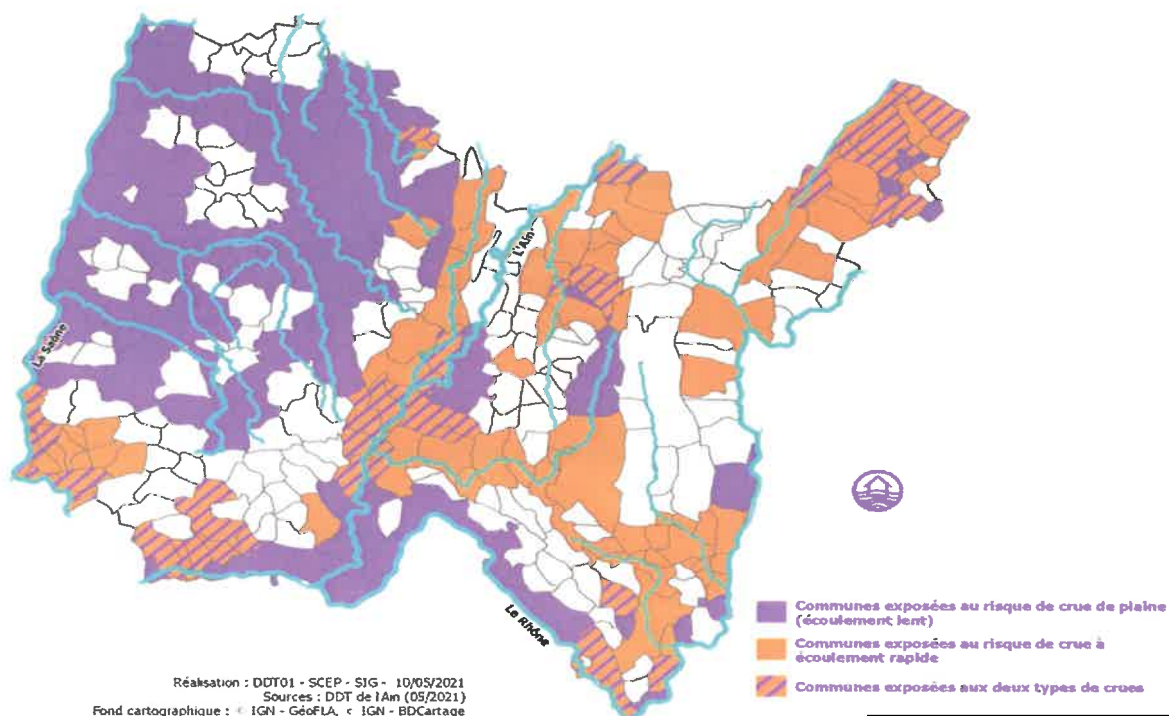 L'Ain
La Saône
Le Rhône
Communes exposées au risque de crue de plaine
(écoulement lent)
Communes exposées au risque de crue à
écoulement rapide
Communes exposées aux deux types de crues
Réalisation : DDT01 - SCEP - SIG - 10/05/2021
Sources : DDT de l'Ain (05/2021)
Fond cartographique : © IGN - GéoFLA, c IGN - BDCartage